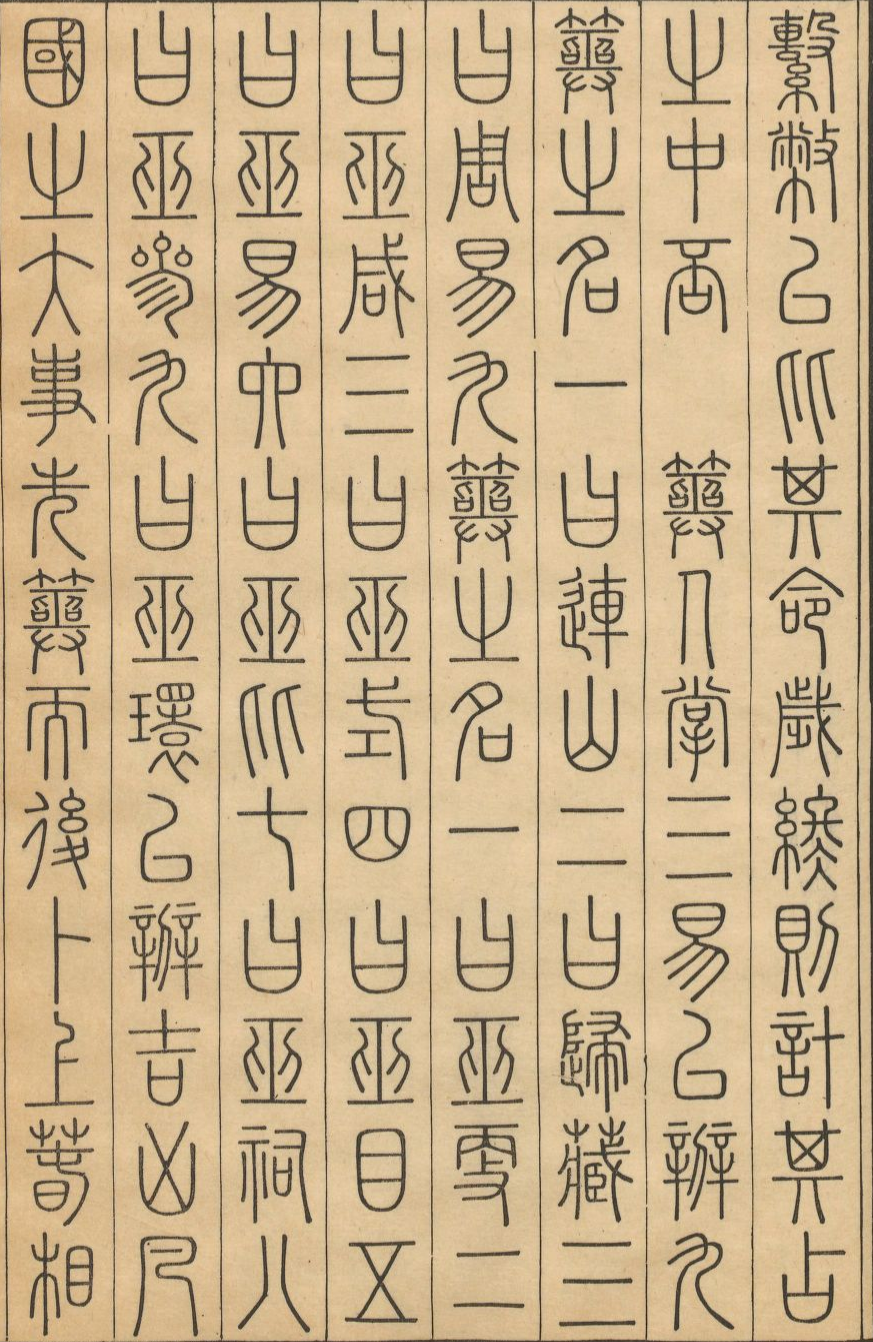 繫幣以比其命歲終則計其占
之中否　簭人掌三易以辨九
簭之名一曰連山二曰歸藏三
曰周易九簭之名一曰巫更二
曰巫咸三曰巫式四曰巫目五
曰巫易六曰巫比七曰巫祠八
曰巫參九曰巫環以辨吉凶凡
國之大事先簭而後卜上春相